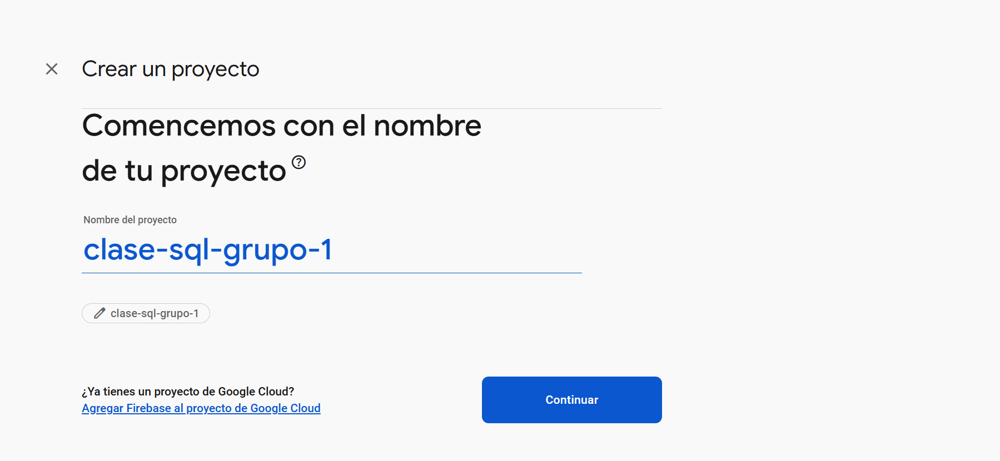 Crear un proyecto
Comencemos con el nombre
de tu proyecto
Nombre del proyecto
clase-sql-grupo-1
clase-sql-grupo-1
¿Ya tienes un proyecto de Google Cloud?
Agregar Firebase al proyecto de Google Cloud
Continuar